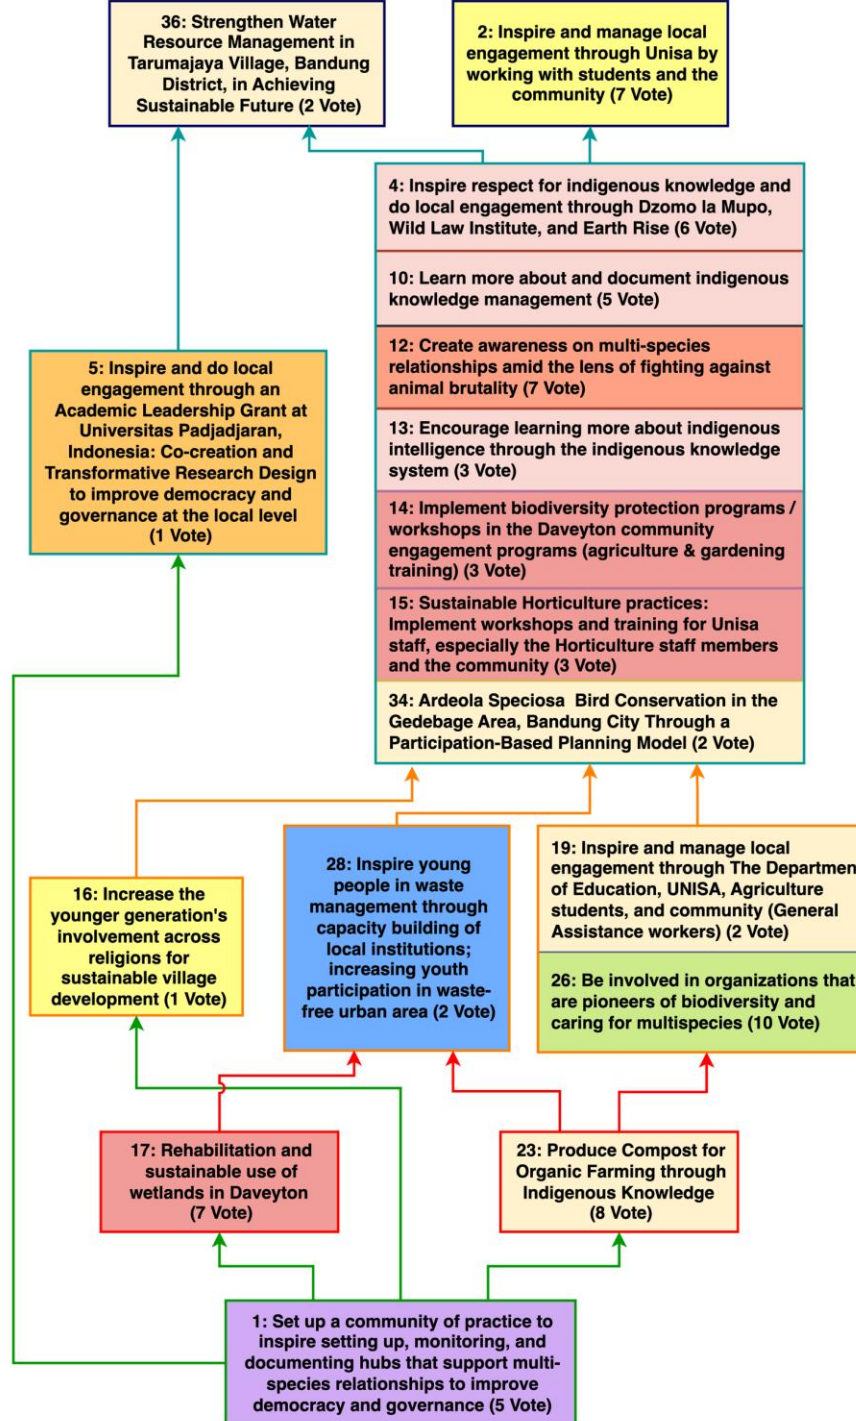 36: Strengthen Water
Resource Management in
Tarumajaya Village, Bandung
District, in Achieving
Sustainable Future (2 Vote)
2: Inspire and manage local
engagement through Unisa by
working with students and the
community (7 Vote)
4: Inspire respect for indigenous knowledge and
do local engagement through Dzomo la Mupo,
Wild Law Institute, and Earth Rise (6 Vote)
10: Learn more about and document indigenous
knowledge management (5 Vote)
12: Create awareness on multi-species
relationships amid the lens of fighting against
animal brutality (7 Vote)
13: Encourage learning more about indigenous
intelligence through the indigenous knowledge
system (3 Vote)
14: Implement biodiversity protection programs /
workshops in the Daveyton community
engagement programs (agriculture & gardening
training) (3 Vote)
15: Sustainable Horticulture practices:
Implement workshops and training for Unisa
staff, especially the Horticulture staff members
and the community (3 Vote)
34: Ardeola Speciosa Bird Conservation in the
Gedebage Area, Bandung City Through a
Participation-Based Planning Model (2 Vote)
5: Inspire and do local
engagement through an
Academic Leadership Grant at
Universitas Padjadjaran,
Indonesia: Co-creation and
Transformative Research Design
to improve democracy and
governance at the local level
(1 Vote)
16: Increase the
younger generation's
involvement across
religions for
sustainable village
development (1 Vote)
28: Inspire young
people in waste
management through
capacity building of
local institutions;
increasing youth
participation in waste-
free urban area (2 Vote)
19: Inspire and manage local
engagement through The Department
of Education, UNISA, Agriculture
students, and community (General
Assistance workers) (2 Vote)
26: Be involved in organizations that
are pioneers of biodiversity and
caring for multispecies (10 Vote)
17: Rehabilitation and
sustainable use of
wetlands in Daveyton
(7 Vote)
23: Produce Compost for
Organic Farming through
Indigenous Knowledge
(8 Vote)
1: Set up a community of practice to
inspire setting up, monitoring, and
documenting hubs that support multi-
species relationships to improve
democracy and governance (5 Vote)